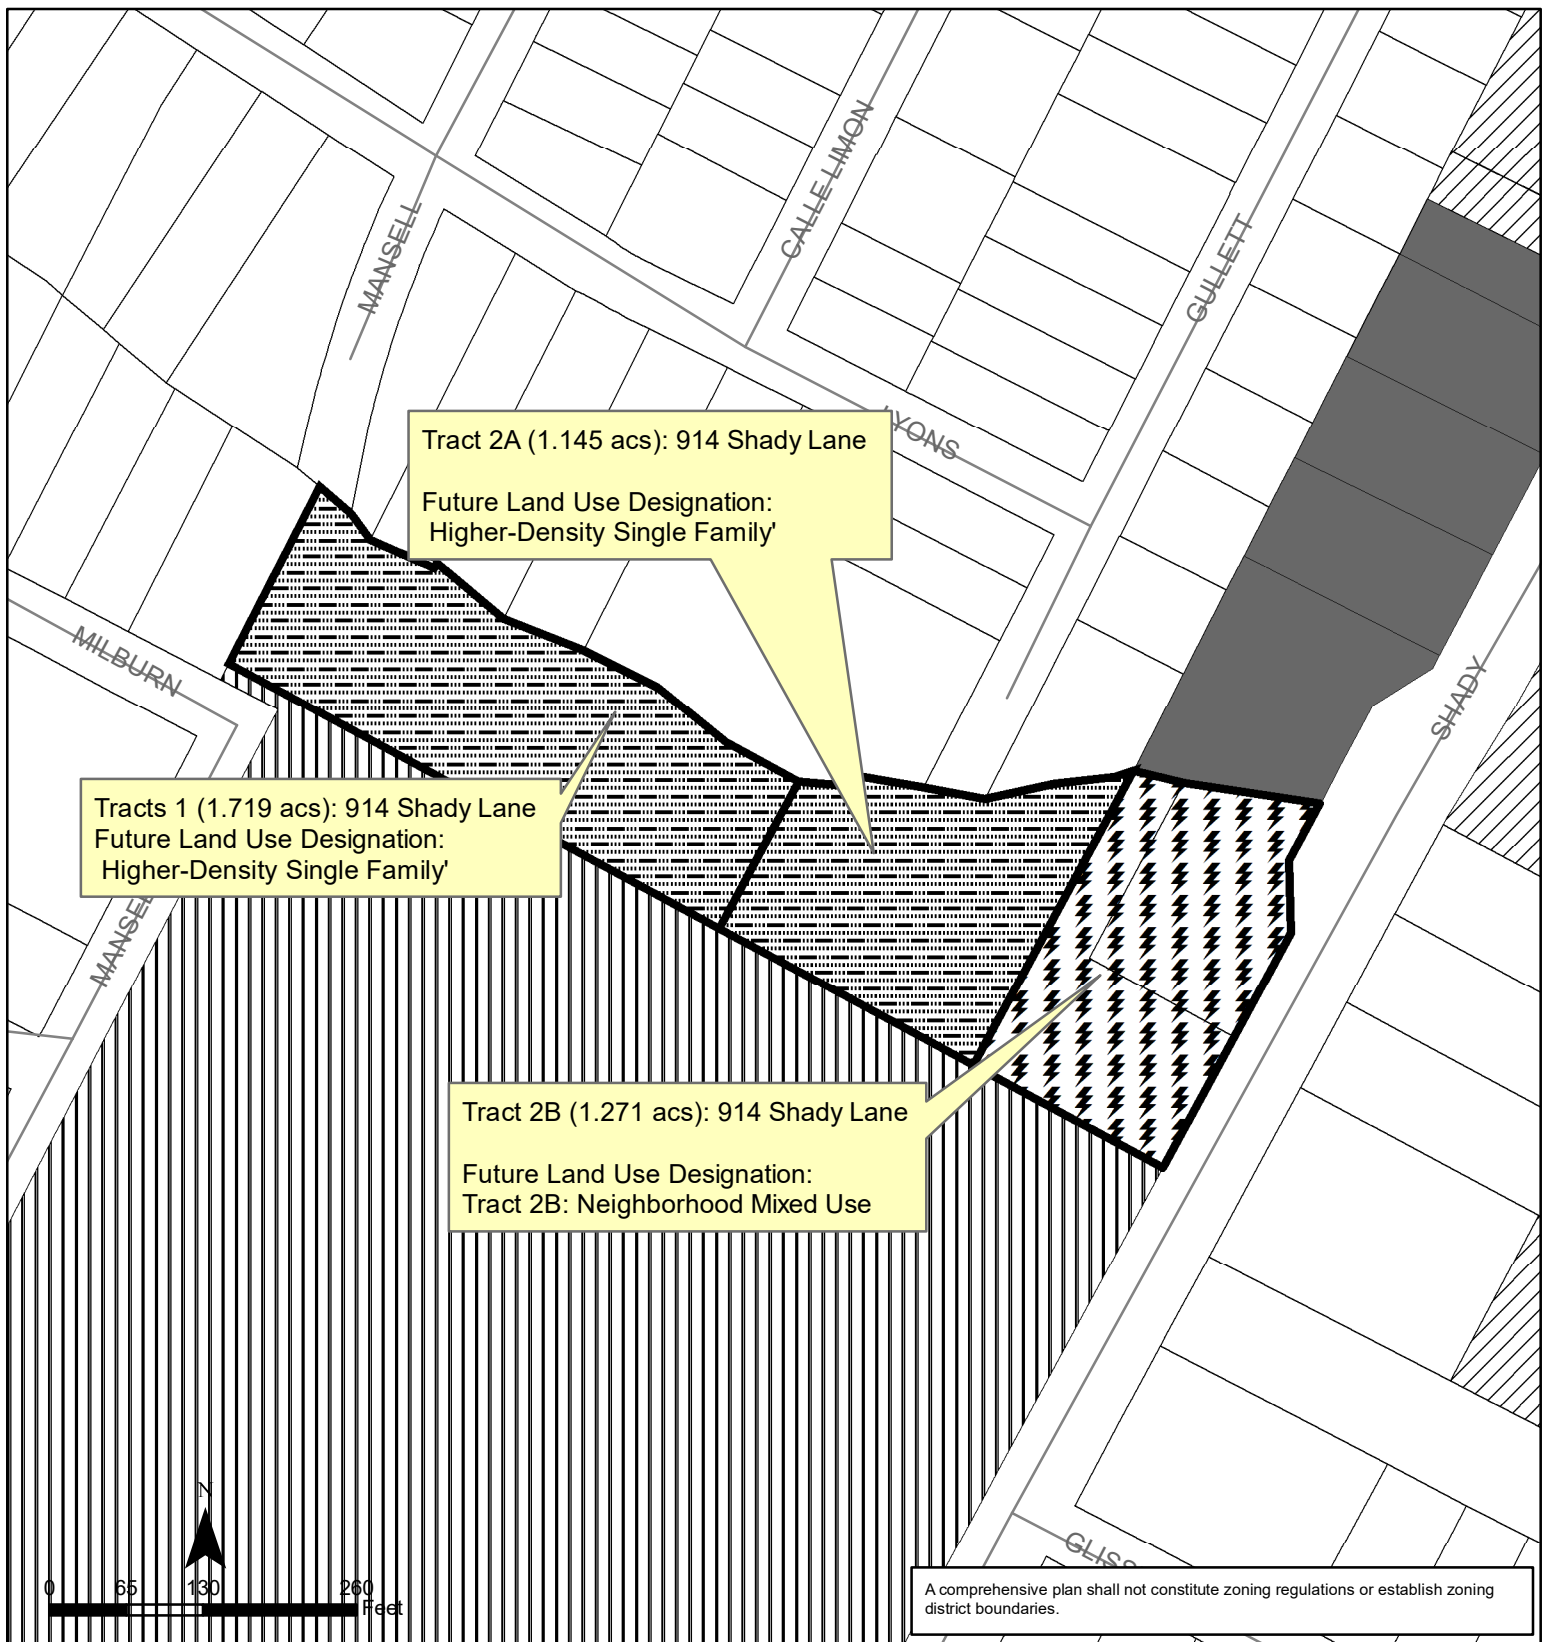 MANSELL
CALLE LIMON
GULLETT
LYONS
Tract 2A (1.145 acs): 914 Shady Lane
Future Land Use Designation:
Higher-Density Single Family'
MILBURN
SHADY
Tracts 1 (1.719 acs): 914 Shady Lane
Future Land Use Designation:
Higher-Density Single Family'
MANSEL
Tract 2B (1.271 acs): 914 Shady Lane
Future Land Use Designation:
Tract 2B: Neighborhood Mixed Use
N
0 65 130 260
Feet
GLISS
A comprehensive plan shall not constitute zoning regulations or establish zoning
district boundaries.